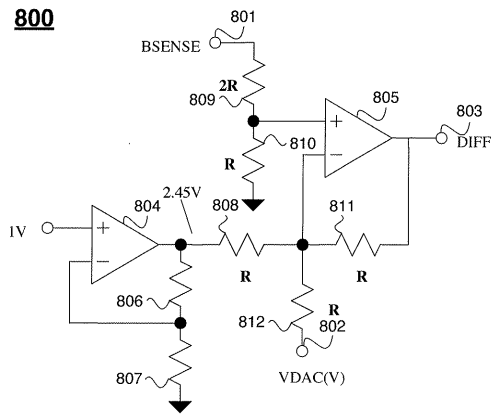 800
801
BSENSE
2R
809
805
803
+
810
DIFF
R
−
804
2.45V
808
811
1V
+
−
R
R
806
R
812
802
807
VDAC(V)